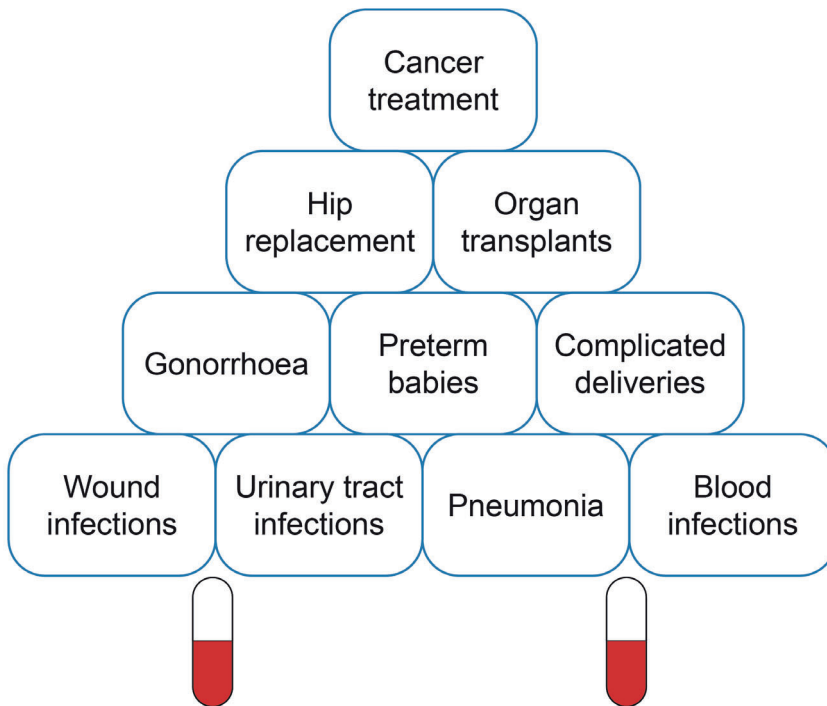 Cancer
treatment
Hip
replacement
Organ
transplants
Gonorrhoea
Preterm
babies
Complicated
deliveries
Wound
infections
Urinary tract
infections
Pneumonia
Blood
infections